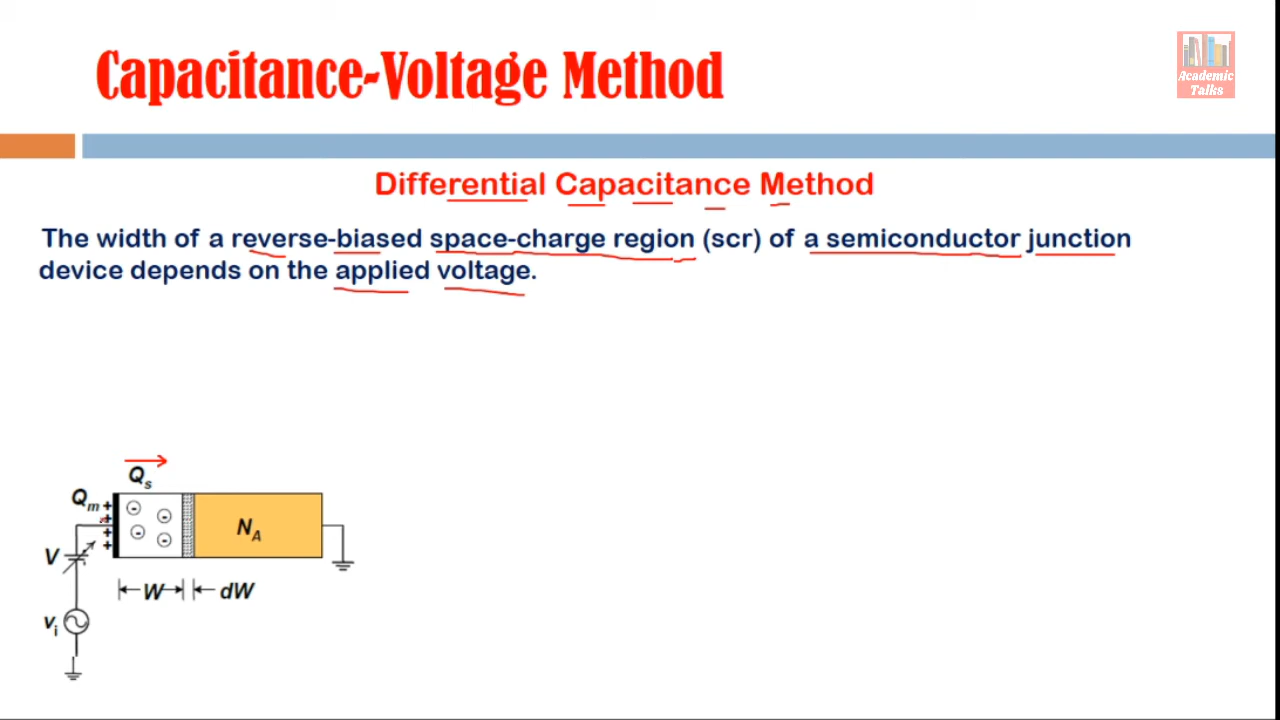 Capacitance-Voltage Method
Academic
Talks
Differential Capacitance Method
The width of a reverse-biased space-charge region (scr) of a semiconductor junction
device depends on the applied voltage.
Qs
Qm
+
+
+
+
-
-
-
-
NA
V
W
dW
vi